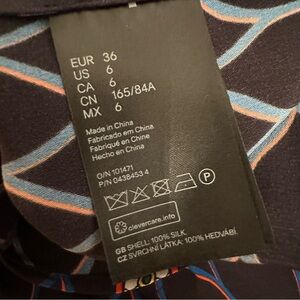 EUR 36
US 6
CA 6
CN 165/84A
MX 6
Made in China
Fabricado em China
Fabriqué en Chine
Hecho en China
O/N 101471
P/N 0438453 4
P
clevercare.info
GB SHELL: 100% SILK.
CZ SVRCHNÍ LÁTKA: 100% HEDVÁBÍ.